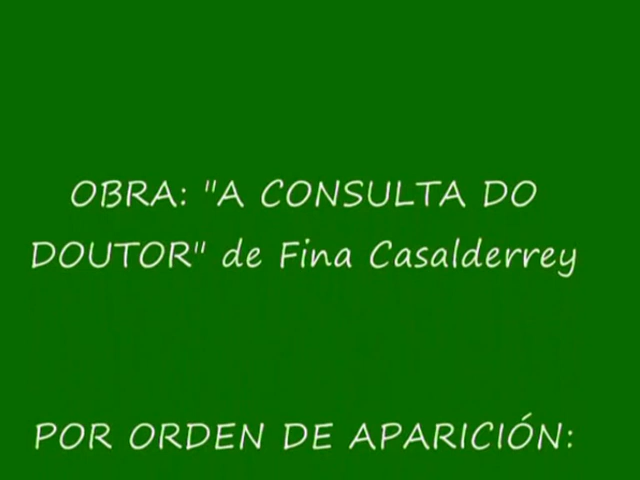 OBRA: "A CONSULTA DO
DOUTOR" de Fina Casalderrey
POR ORDEN DE APARICIÓN: